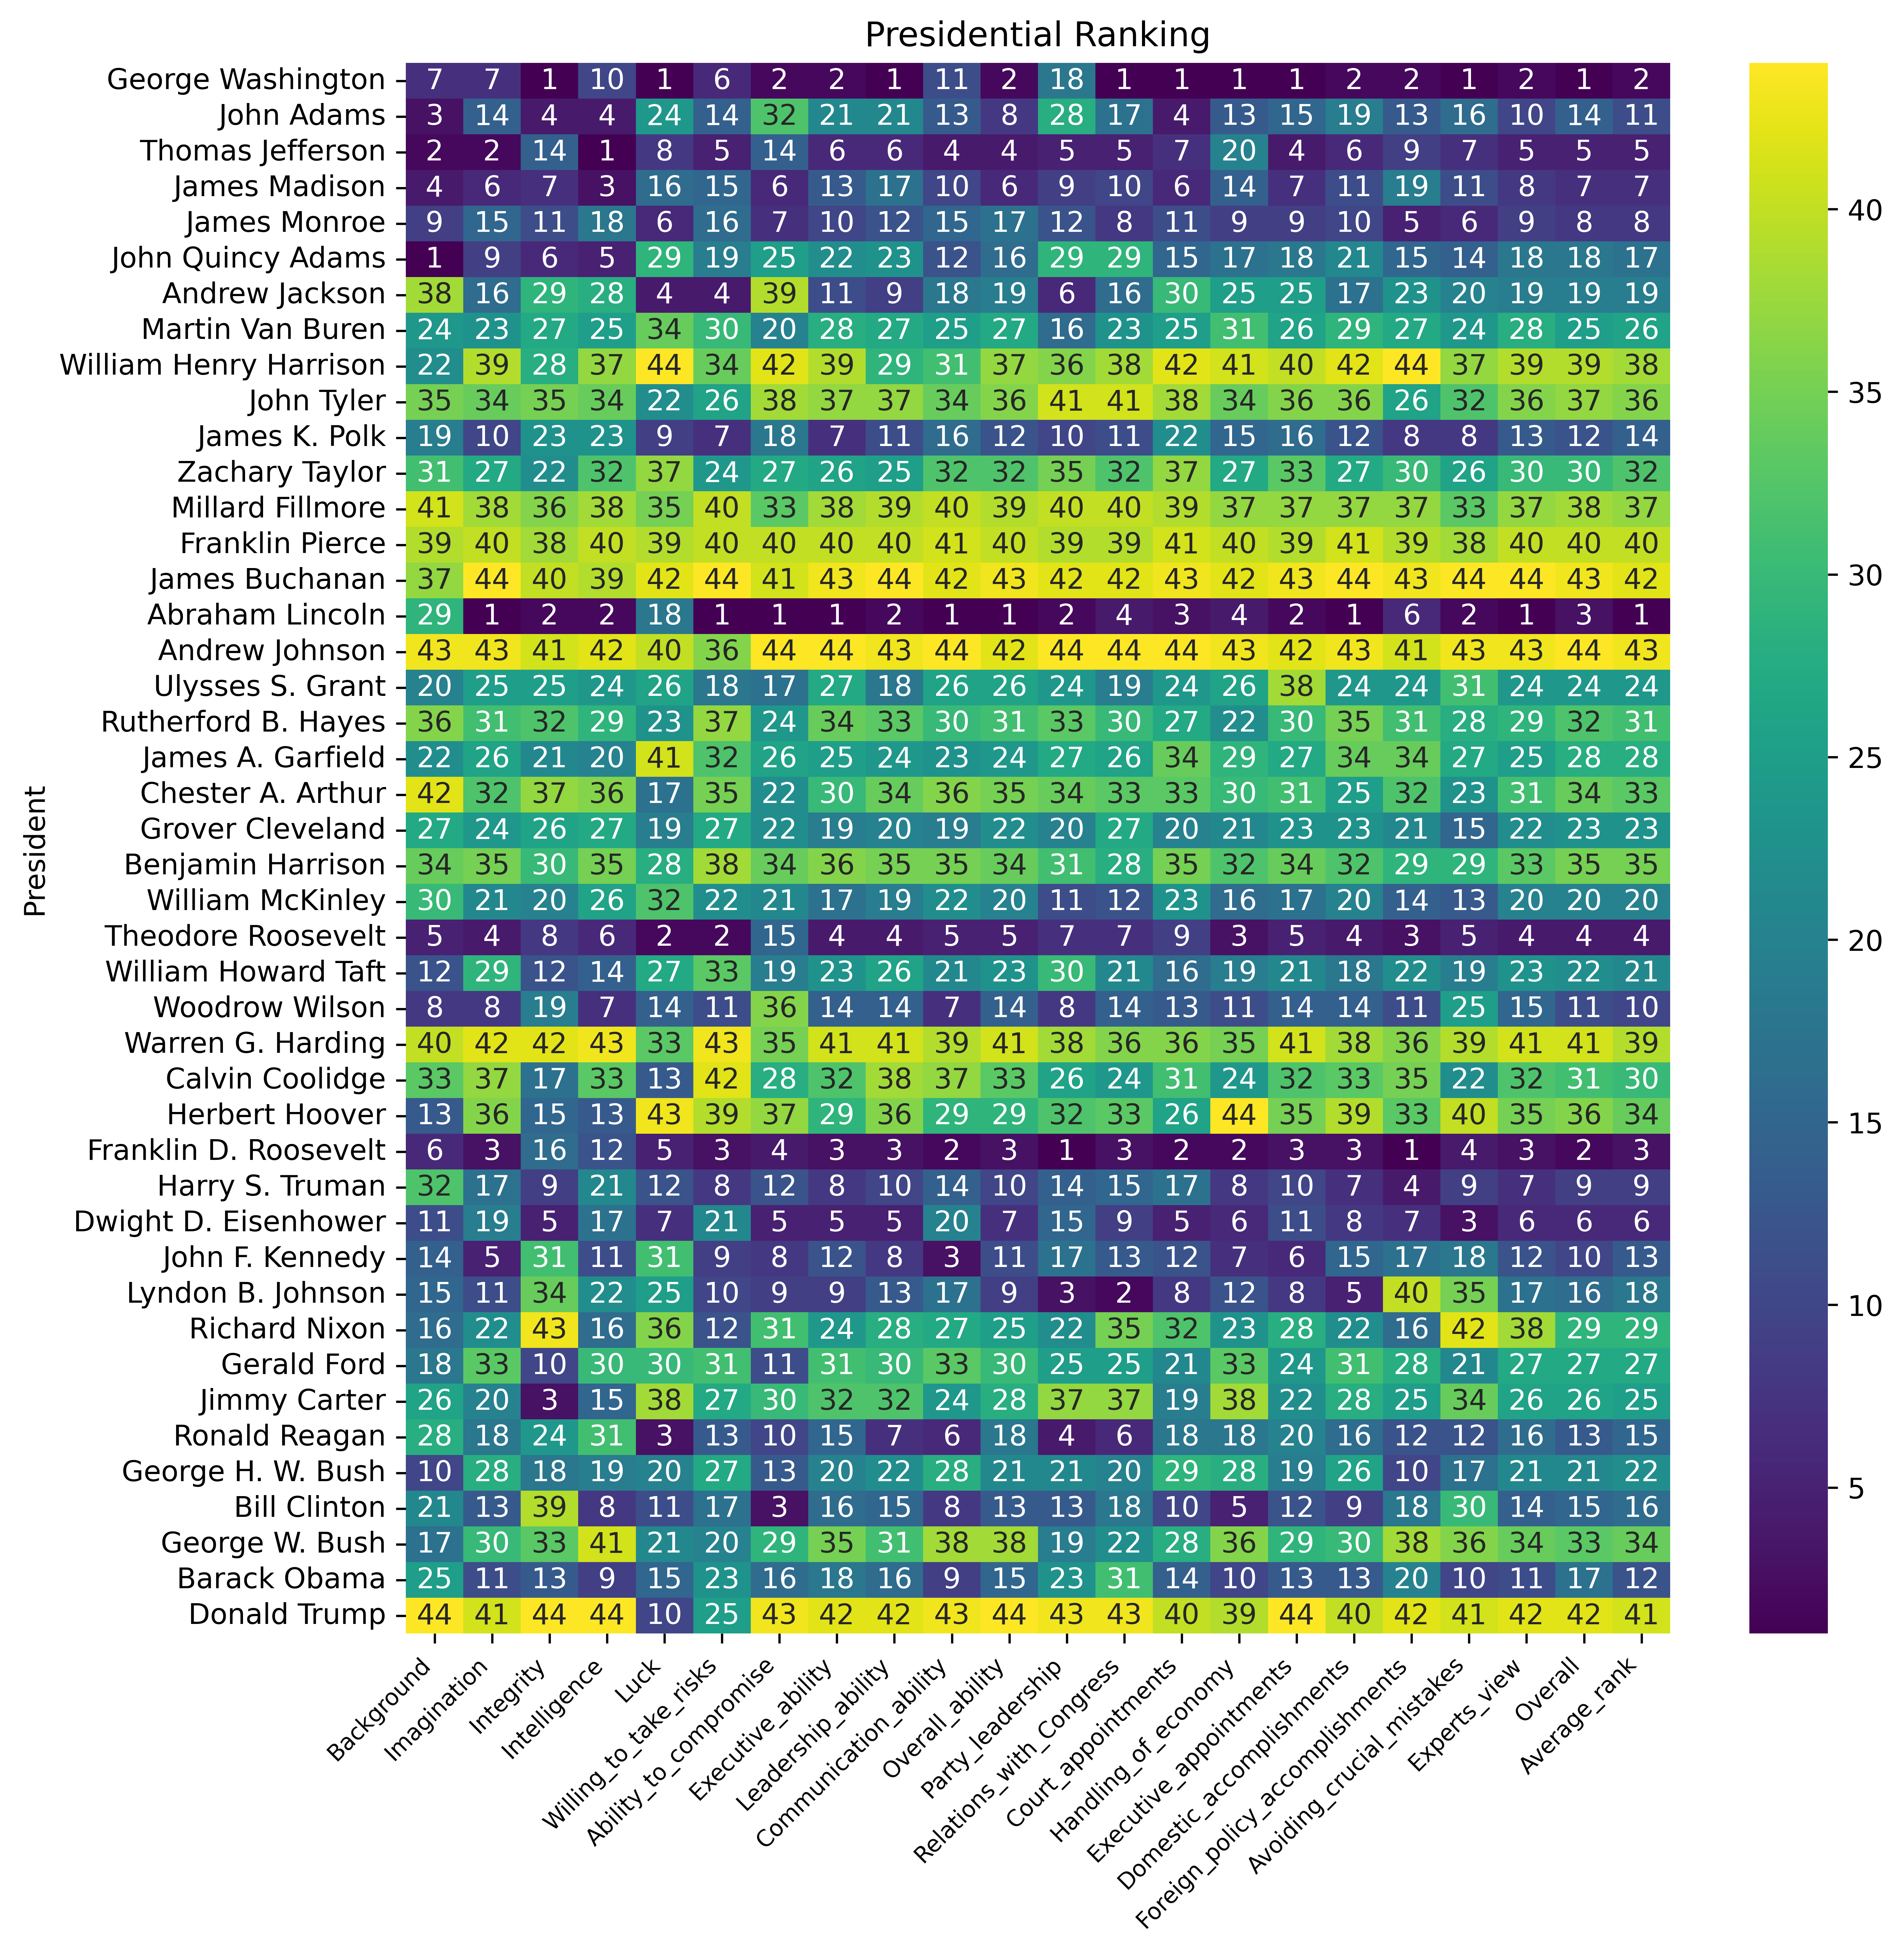 Presidential Ranking
President
George Washington 7 7 1 10 1 6 2 2 1 11 2 18 1 1 1 1 2 2 1 2 1 2
John Adams 3 14 4 4 24 14 32 21 21 13 8 28 17 4 13 15 19 13 16 10 14 11
Thomas Jefferson 2 2 14 1 8 5 14 6 6 4 4 5 5 7 20 4 6 9 7 5 5 5
James Madison 4 6 7 3 16 15 6 13 17 10 6 9 10 6 14 7 11 19 11 8 7 7
James Monroe 9 15 11 18 6 16 7 10 12 15 17 12 8 11 9 9 10 5 6 9 8 8
John Quincy Adams 1 9 6 5 29 19 25 22 23 12 16 29 29 15 17 18 21 15 14 18 18 17
Andrew Jackson 38 16 29 28 4 4 39 11 9 18 19 6 16 30 25 25 17 23 20 19 19 19
Martin Van Buren 24 23 27 25 34 30 20 28 27 25 27 16 23 25 31 26 29 27 24 28 25 26
William Henry Harrison 22 39 28 37 44 34 42 39 29 31 37 36 38 42 41 40 42 44 37 39 39 38
John Tyler 35 34 35 34 22 26 38 37 37 34 36 41 41 38 34 36 36 26 32 36 37 36
James K. Polk 19 10 23 23 9 7 18 7 11 16 12 10 11 22 15 16 12 8 8 13 12 14
Zachary Taylor 31 27 22 32 37 24 27 26 25 32 32 35 32 37 27 33 27 30 26 30 30 32
Millard Fillmore 41 38 36 38 35 40 33 38 39 40 39 40 40 39 37 37 37 37 33 37 38 37
Franklin Pierce 39 40 38 40 39 40 40 40 40 41 40 39 39 41 40 39 41 39 38 40 40 40
James Buchanan 37 44 40 39 42 44 41 43 44 42 43 42 42 43 42 43 44 43 44 44 43 42
Abraham Lincoln 29 1 2 2 18 1 1 1 2 1 1 2 4 3 4 2 1 6 2 1 3 1
Andrew Johnson 43 43 41 42 40 36 44 44 43 44 42 44 44 44 43 42 43 41 43 43 44 43
Ulysses S. Grant 20 25 25 24 26 18 17 27 18 26 26 24 19 24 26 38 24 24 31 24 24 24
Rutherford B. Hayes 36 31 32 29 23 37 24 34 33 30 31 33 30 27 22 30 35 31 28 29 32 31
James A. Garfield 22 26 21 20 41 32 26 25 24 23 24 27 26 34 29 27 34 34 27 25 28 28
Chester A. Arthur 42 32 37 36 17 35 22 30 34 36 35 34 33 33 30 31 25 32 23 31 34 33
Grover Cleveland 27 24 26 27 19 27 22 19 20 19 22 20 27 20 21 23 23 21 15 22 23 23
Benjamin Harrison 34 35 30 35 28 38 34 36 35 35 34 31 28 35 32 34 32 29 29 33 35 35
William McKinley 30 21 20 26 32 22 21 17 19 22 20 11 12 23 16 17 20 14 13 20 20 20
Theodore Roosevelt 5 4 8 6 2 2 15 4 4 5 5 7 7 9 3 5 4 3 5 4 4 4
William Howard Taft 12 29 12 14 27 33 19 23 26 21 23 30 21 16 19 21 18 22 19 23 22 21
Woodrow Wilson 8 8 19 7 14 11 36 14 14 7 14 8 14 13 11 14 14 11 25 15 11 10
Warren G. Harding 40 42 42 43 33 43 35 41 41 39 41 38 36 36 35 41 38 36 39 41 41 39
Calvin Coolidge 33 37 17 33 13 42 28 32 38 37 33 26 24 31 24 32 33 35 22 32 31 30
Herbert Hoover 13 36 15 13 43 39 37 29 36 29 29 32 33 26 44 35 39 33 40 35 36 34
Franklin D. Roosevelt 6 3 16 12 5 3 4 3 3 2 3 1 3 2 2 3 3 1 4 3 2 3
Harry S. Truman 32 17 9 21 12 8 12 8 10 14 10 14 15 17 8 10 7 4 9 7 9 9
Dwight D. Eisenhower 11 19 5 17 7 21 5 5 5 20 7 15 9 5 6 11 8 7 3 6 6 6
John F. Kennedy 14 5 31 11 31 9 8 12 8 3 11 17 13 12 7 6 15 17 18 12 10 13
Lyndon B. Johnson 15 11 34 22 25 10 9 9 13 17 9 3 2 8 12 8 5 40 35 17 16 18
Richard Nixon 16 22 43 16 36 12 31 24 28 27 25 22 35 32 23 28 22 16 42 38 29 29
Gerald Ford 18 33 10 30 30 31 11 31 30 33 30 25 25 21 33 24 31 28 21 27 27 27
Jimmy Carter 26 20 3 15 38 27 30 32 32 24 28 37 37 19 38 22 28 25 34 26 26 25
Ronald Reagan 28 18 24 31 3 13 10 15 7 6 18 4 6 18 18 20 16 12 12 16 13 15
George H. W. Bush 10 28 18 19 20 27 13 20 22 28 21 21 20 29 28 19 26 10 17 21 21 22
Bill Clinton 21 13 39 8 11 17 3 16 15 8 13 13 18 10 5 12 9 18 30 14 15 16
George W. Bush 17 30 33 41 21 20 29 35 31 38 38 19 22 28 36 29 30 38 36 34 33 34
Barack Obama 25 11 13 9 15 23 16 18 16 9 15 23 31 14 10 13 13 20 10 11 17 12
Donald Trump 44 41 44 44 10 25 43 42 42 43 44 43 43 40 39 44 40 42 41 42 42 41
Background
Imagination
Integrity
Intelligence
Luck
Willing_to_take_risks
Ability_to_compromise
Executive_ability
Leadership_ability
Communication_ability
Overall_ability
Party_leadership
Relations_with_Congress
Court_appointments
Handling_of_economy
Executive_appointments
Domestic_accomplishments
Foreign_policy_accomplishments
Avoiding_crucial_mistakes
Experts_view
Overall
Average_rank
40
35
30
25
20
15
10
5